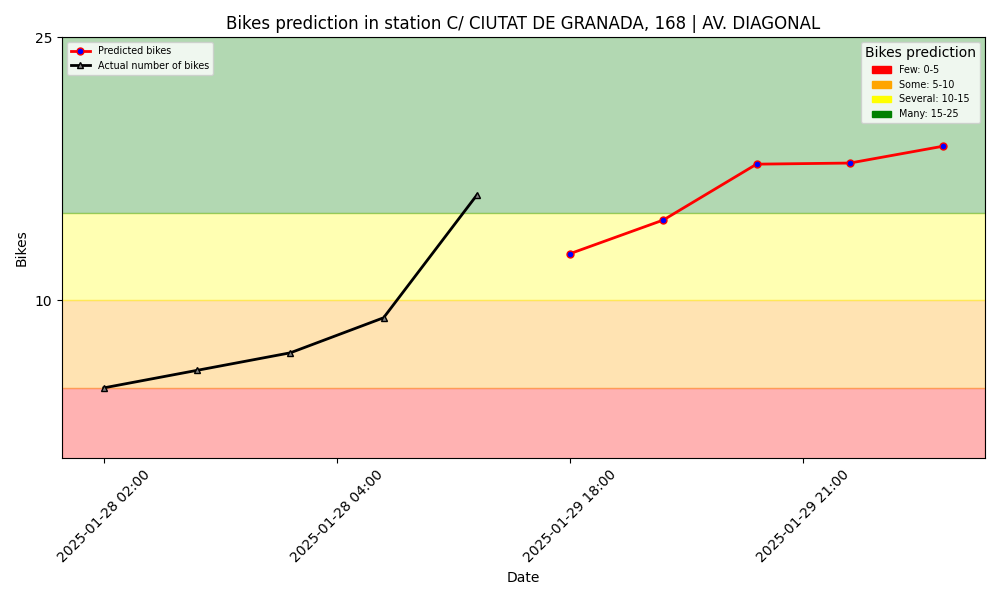 Bikes prediction in station C/ CIUTAT DE GRANADA, 168 | AV. DIAGONAL
25
Predicted bikes
Actual number of bikes
Bikes prediction
Few: 0-5
Some: 5-10
Several: 10-15
Many: 15-25
Bikes
10
2025-01-28 02:00
2025-01-28 04:00
2025-01-29 18:00
2025-01-29 21:00
Date